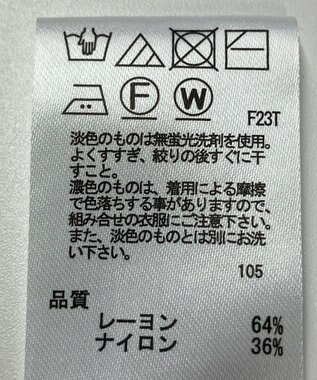 F
W
F23T
淡色のものは無蛍光洗剤を使用。
よくすすぎ、絞りの後すぐに干
すこと。
濃色のものは、着用による摩擦
で色落ちする事がありますので、
組み合せの衣服にご注意下さい。
また、淡色のものとは別にお洗
い下さい。
105
品質
レーヨン 64%
ナイロン 36%